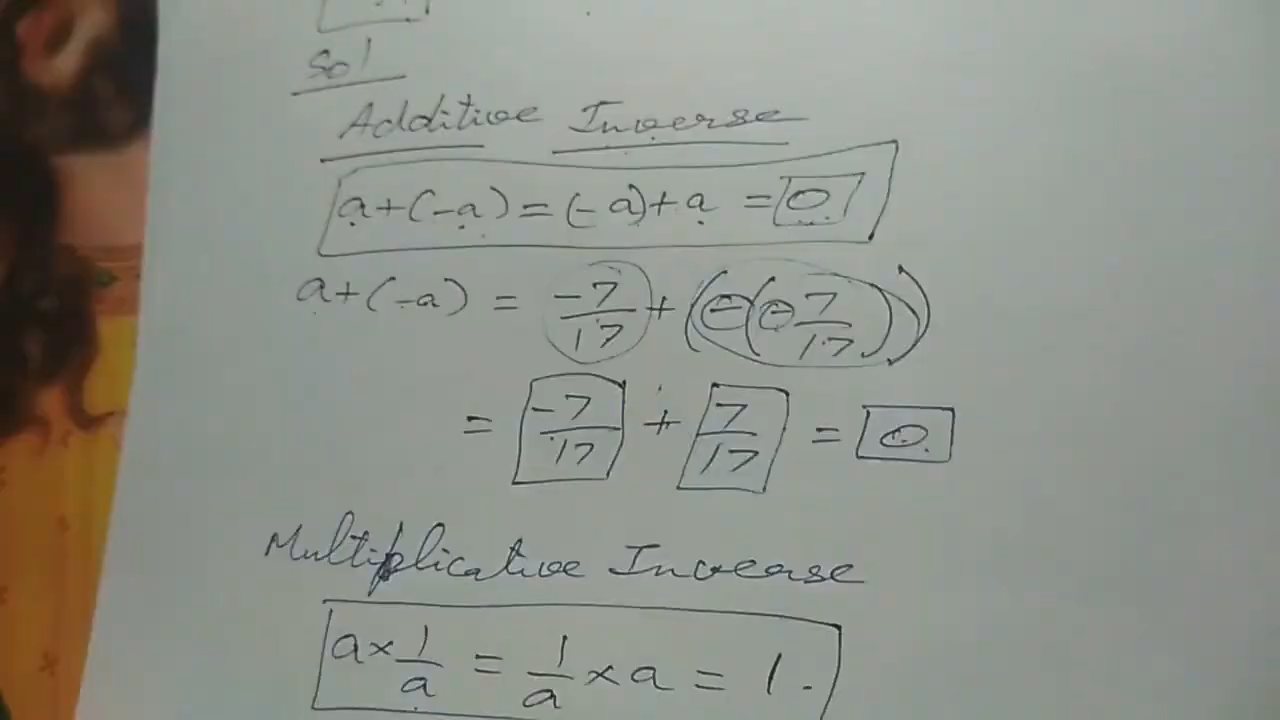 Sol
Additive Inverse
a+(-a) = (-a)+a = 0
a+(-a) = -7/17 + (-(-7/17))
= -7/17 + 7/17 = 0
Multiplicative Inverse
a×1/a = 1/a×a = 1.